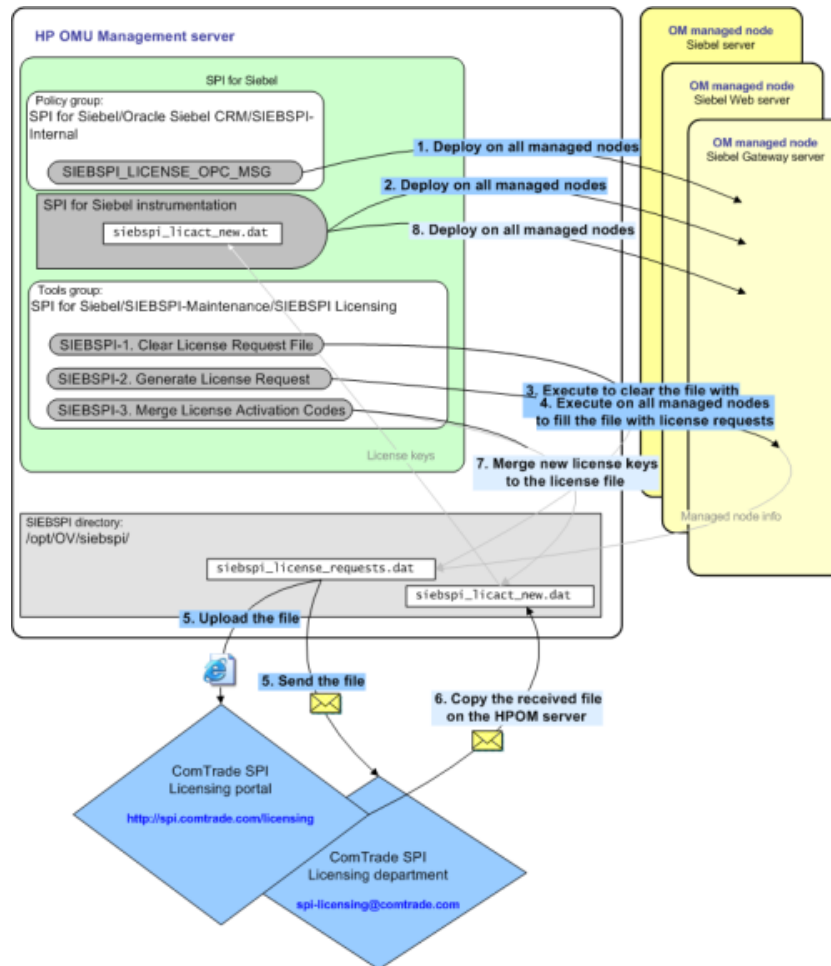 HP OMU Management server
SPI for Siebel
Policy group:
SPI for Siebel/Oracle Siebel CRM/SIEBSPI-
Internal
SIEBSPI_LICENSE_OPC_MSG
SPI for Siebel instrumentation
siebspi_licact_new.dat
Tools group:
SPI for Siebel/SIEBSPI-Maintenance/SIEBSPI Licensing
SIEBSPI-1. Clear License Request File
SIEBSPI-2. Generate License Request
SIEBSPI-3. Merge License Activation Codes
License keys
OM managed node
Siebel server
OM managed node
Siebel Web server
OM managed node
Siebel Gateway server
1. Deploy on all managed nodes
2. Deploy on all managed nodes
8. Deploy on all managed nodes
3. Execute to clear the file with
4. Execute on all managed nodes
to fill the file with license requests
7. Merge new license keys
to the license file
Managed node info
SIEBSPI directory:
/opt/OV/siebspi/
siebspi_license_requests.dat
siebspi_licact_new.dat
5. Upload the file
5. Send the file
6. Copy the received file
on the HPOM server
ComTrade SPI
Licensing portal
http://spi.comtrade.com/licensing
ComTrade SPI
Licensing department
spi-licensing@comtrade.com